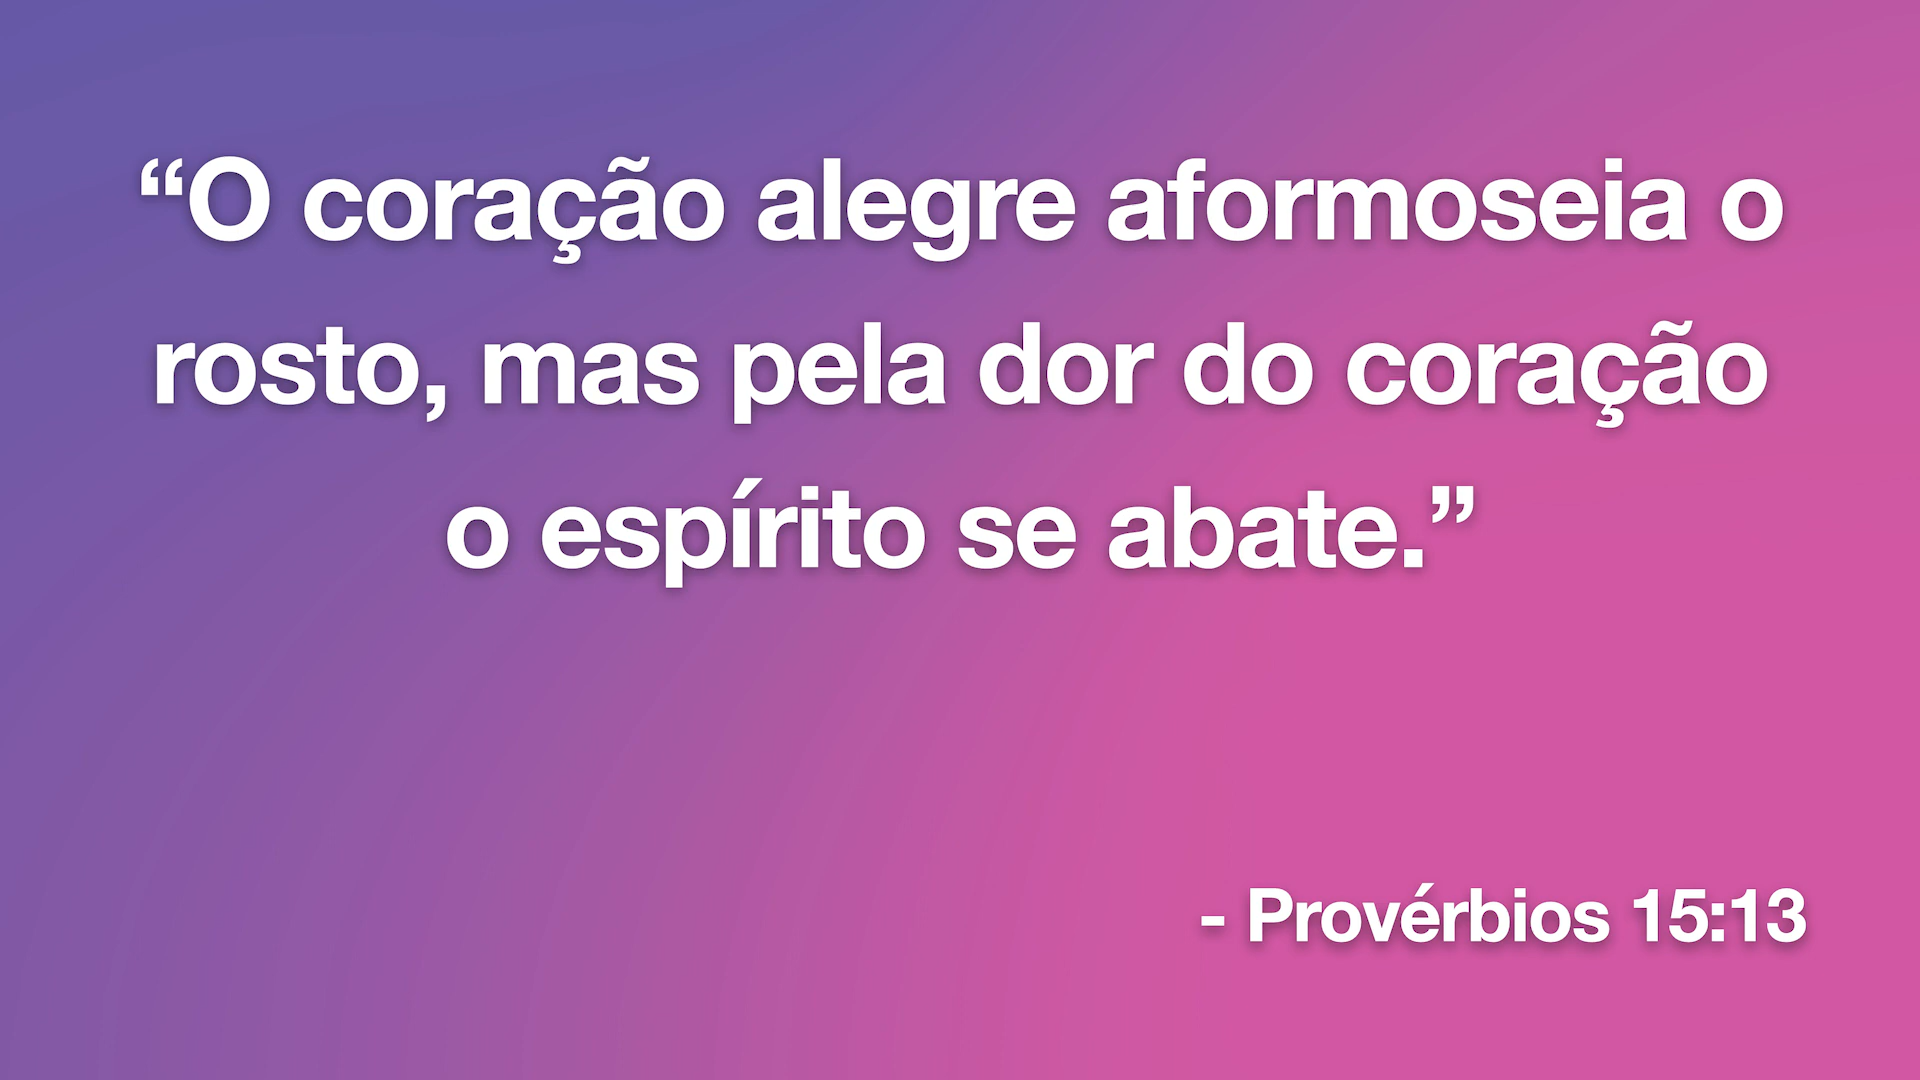 “O coração alegre aformoseia o
rosto, mas pela dor do coração
o espírito se abate.”
- Provérbios 15:13